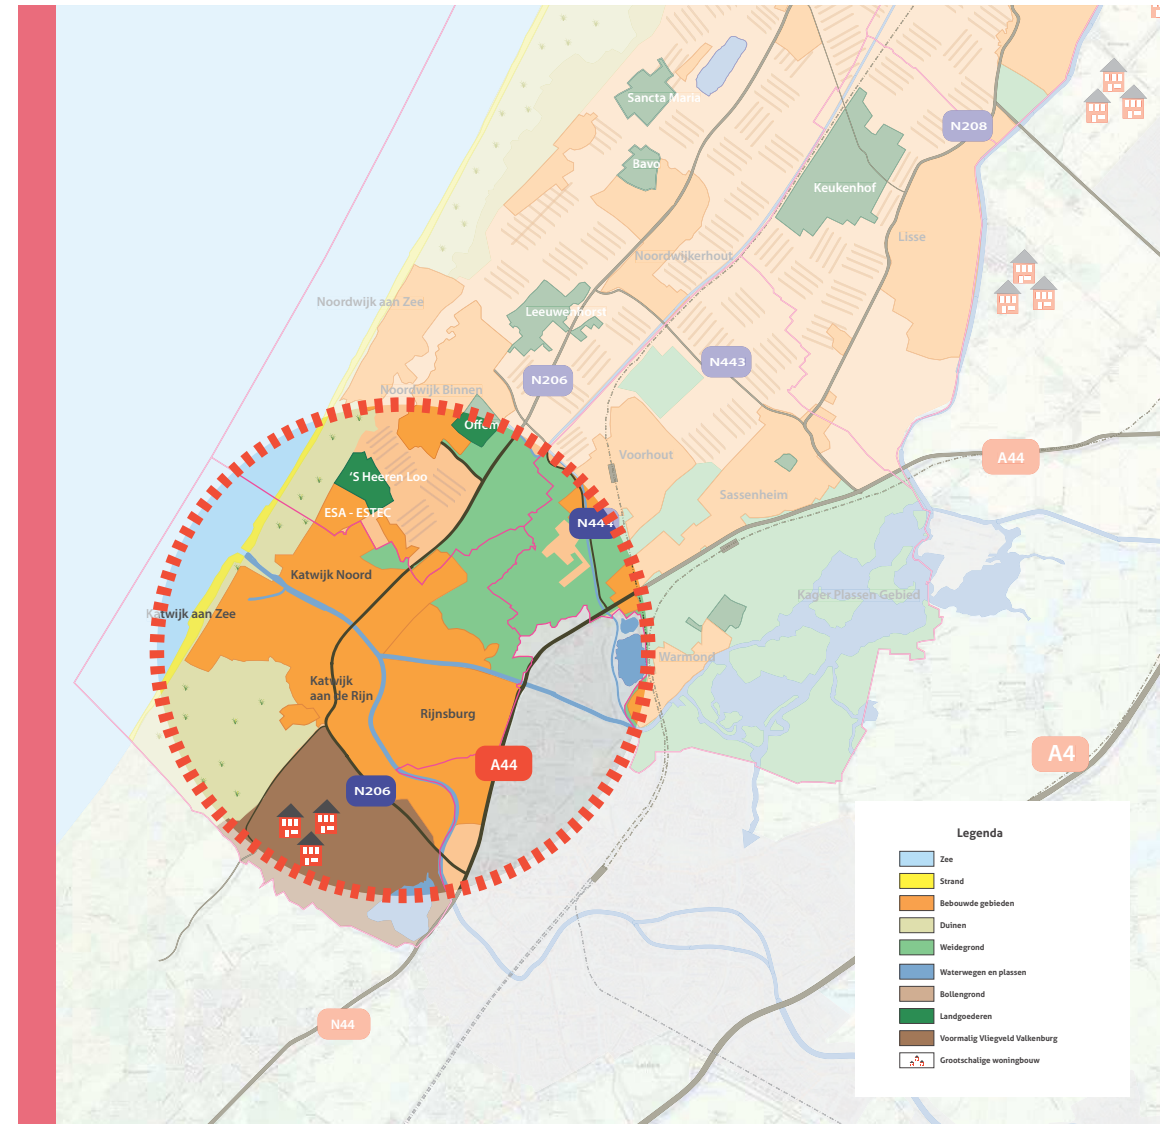 Sancta Maria
N208
Bavo
Keukenhof
Lisse
Noordwijkerhout
Noordwijk aan Zee
Leeuwenhorst
N443
N206
Noordwijk Binnen
Offem
Voorhout
A44
'S Heeren Loo
Sassenheim
ESA - ESTEC
N444
Katwijk Noord
Kager Plassen Gebied
Katwijk aan Zee
Warmond
Katwijk
aan de Rijn
Rijnsburg
A44
A4
N206
N44
Legenda
Zee
Strand
Bebouwde gebieden
Duinen
Weidegrond
Waterwegen en plassen
Bollengrond
Landgoederen
Voormalig Vliegveld Valkenburg
Grootschalige woningbouw